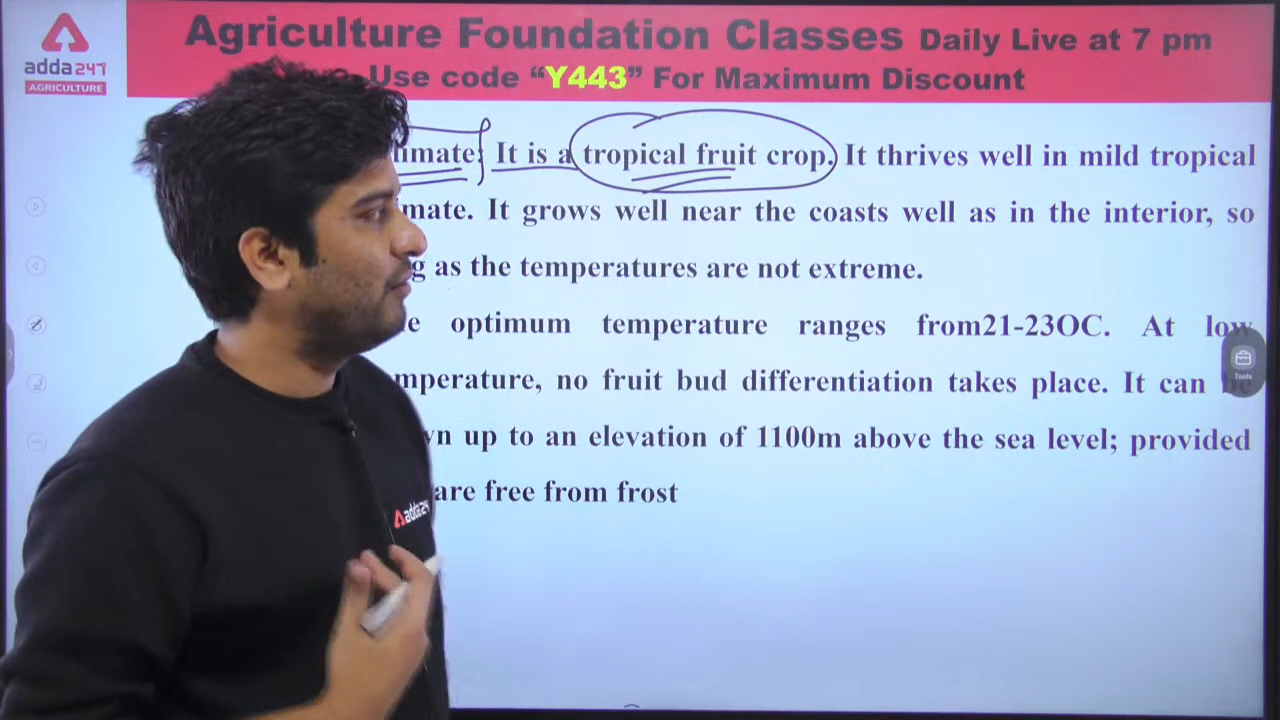 Agriculture Foundation Classes Daily Live at 7 pm
adda247
AGRICULTURE
Use code “Y443” For Maximum Discount
It is a tropical fruit crop. It thrives well in mild tropical
It grows well near the coasts well as in the interior, so
as the temperatures are not extreme.
optimum temperature ranges from21-23OC. At low
Tools
no fruit bud differentiation takes place. It can
up to an elevation of 1100m above the sea level; provided
are free from frost
adda247